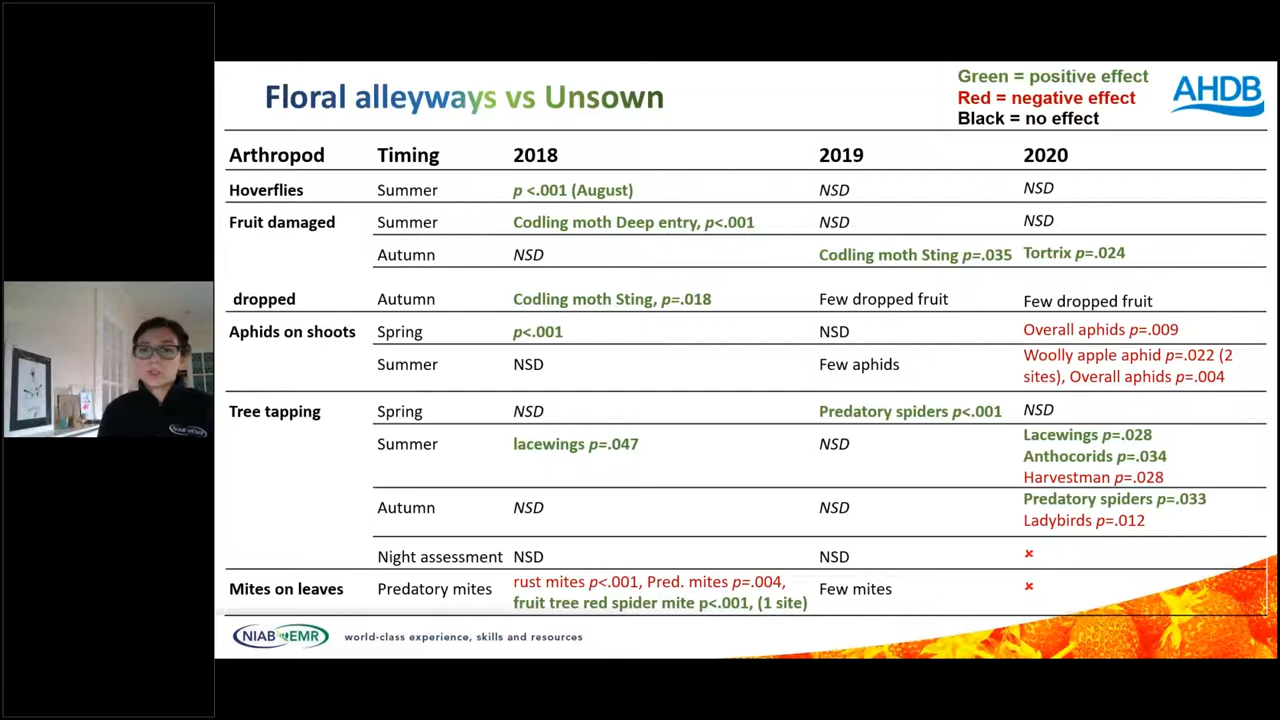 Floral alleyways vs Unsown
Green = positive effect
Red = negative effect
Black = no effect
AHDB
Arthropod Timing 2018 2019 2020
Hoverflies Summer p <.001 (August) NSD NSD
Fruit damaged Summer Codling moth Deep entry, p<.001 NSD NSD
Autumn NSD Codling moth Sting p=.035 Tortrix p=.024
dropped Autumn Codling moth Sting, p=.018 Few dropped fruit Few dropped fruit
Aphids on shoots Spring p<.001 NSD Overall aphids p=.009
Summer NSD Few aphids Woolly apple aphid p=.022 (2
sites), Overall aphids p=.004
Tree tapping Spring NSD Predatory spiders p<.001 NSD
Summer lacewings p=.047 NSD Lacewings p=.028
Anthocorids p=.034
Harvestman p=.028
Autumn NSD NSD Predatory spiders p=.033
Ladybirds p=.012
Night assessment NSD NSD ×
Mites on leaves Predatory mites rust mites p<.001, Pred. mites p=.004, Few mites ×
fruit tree red spider mite p<.001, (1 site)
NIAB EMR world-class experience, skills and resources
NIAB EMR